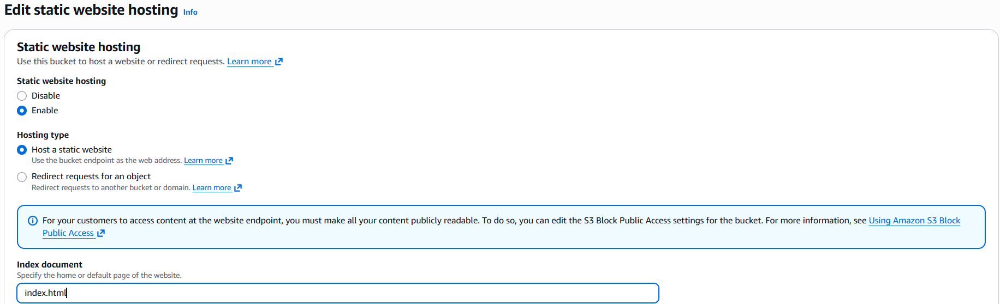 Edit static website hosting Info
Static website hosting
Use this bucket to host a website or redirect requests. Learn more
Static website hosting
Disable
Enable
Hosting type
Host a static website
Use the bucket endpoint as the web address. Learn more
Redirect requests for an object
Redirect requests to another bucket or domain. Learn more
For your customers to access content at the website endpoint, you must make all your content publicly readable. To do so, you can edit the S3 Block Public Access settings for the bucket. For more information, see Using Amazon S3 Block
Public Access
Index document
Specify the home or default page of the website.
index.html